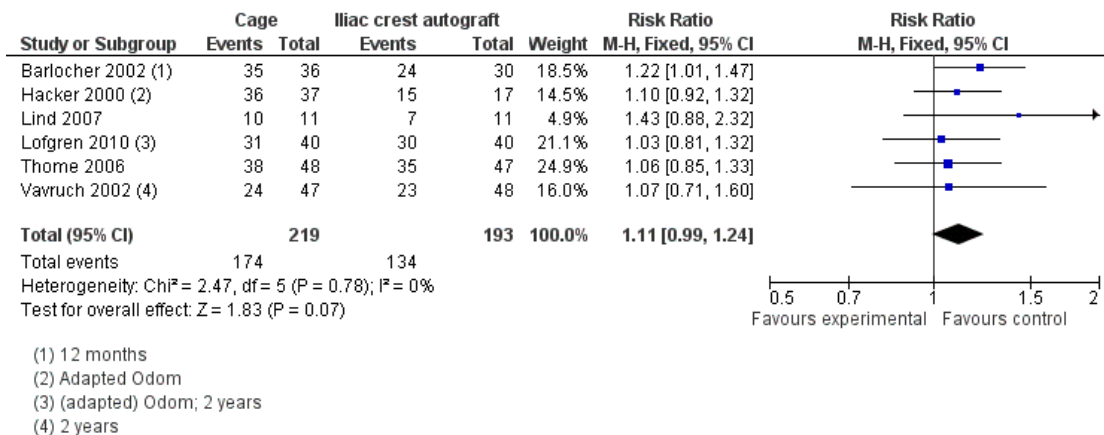 Cage Iliac crest autograft Risk Ratio Risk Ratio
Study or Subgroup Events Total Events Total Weight M-H, Fixed, 95% CI M-H, Fixed, 95% CI
Barlocher 2002 (1) 35 36 24 30 18.5% 1.22 [1.01, 1.47]
Hacker 2000 (2) 36 37 15 17 14.5% 1.10 [0.92, 1.32]
Lind 2007 10 11 7 11 4.9% 1.43 [0.88, 2.32]
Lofgren 2010 (3) 31 40 30 40 21.1% 1.03 [0.81, 1.32]
Thome 2006 38 48 35 47 24.9% 1.06 [0.85, 1.33]
Vavruch 2002 (4) 24 47 23 48 16.0% 1.07 [0.71, 1.60]
Total (95% CI) 219 193 100.0% 1.11 [0.99, 1.24]
Total events 174 134
Heterogeneity: Chi² = 2.47, df = 5 (P = 0.78); I² = 0%
Test for overall effect: Z = 1.83 (P = 0.07)
0.5 0.7 1 1.5 2
Favours experimental Favours control
(1) 12 months
(2) Adapted Odom
(3) (adapted) Odom; 2 years
(4) 2 years